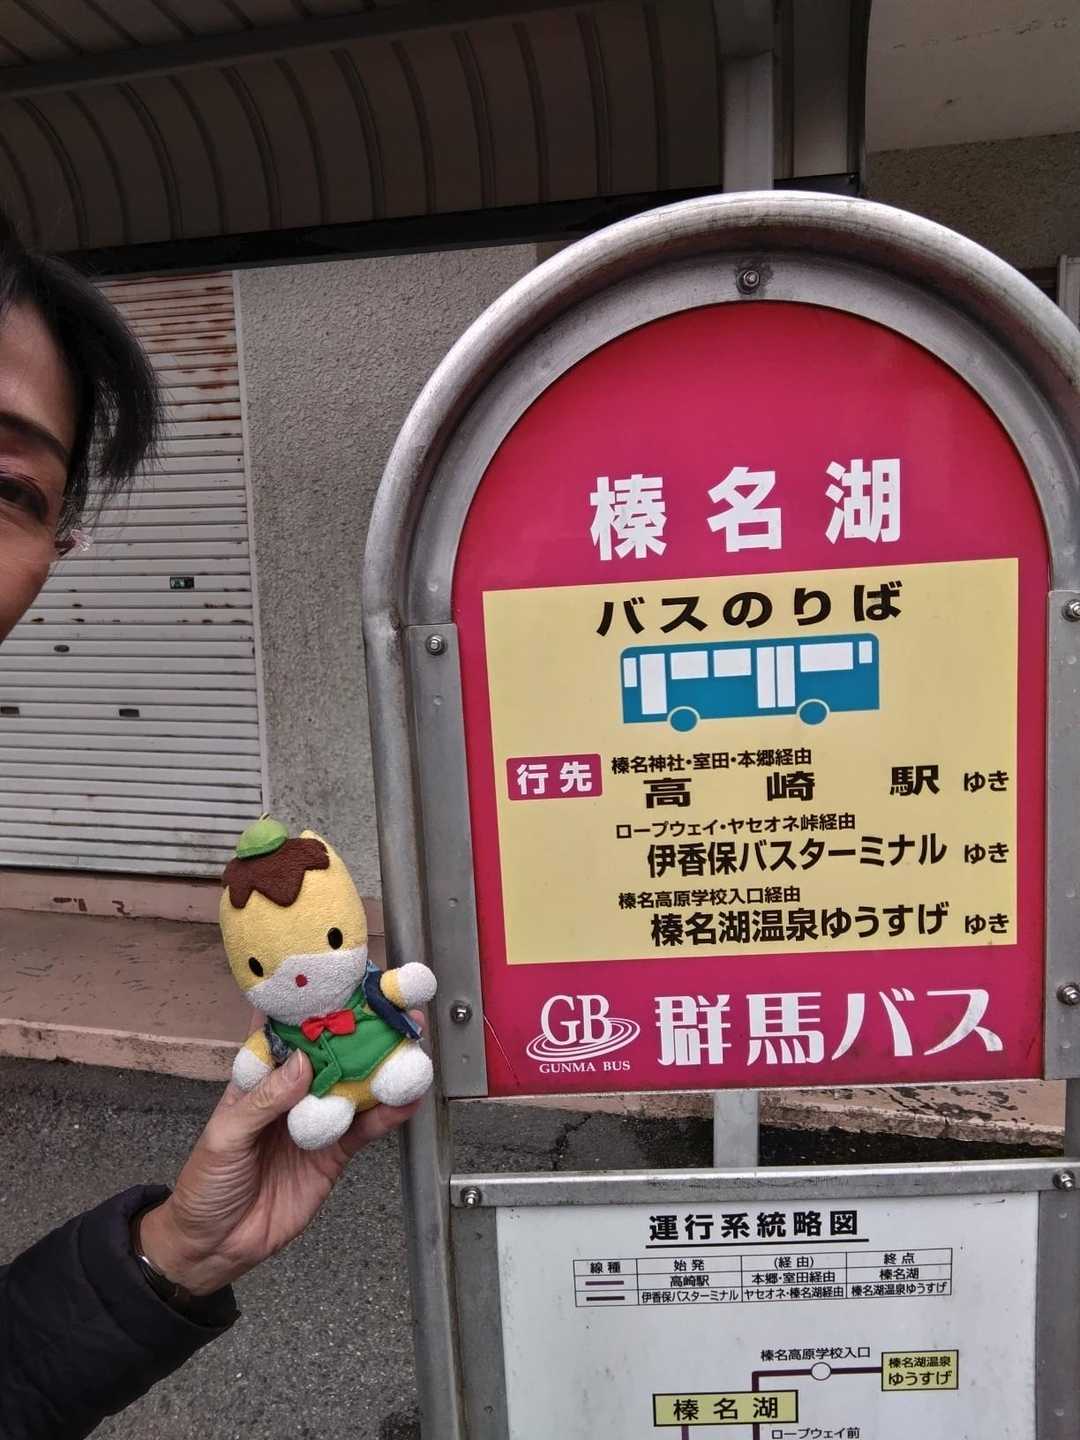 榛名湖
バスのりば
行先
榛名神社・室田・本郷経由
高崎駅 ゆき
ロープウェイ・ヤセオネ峠経由
伊香保バスターミナル ゆき
榛名高原学校入口経由
榛名湖温泉ゆうすげ ゆき
GB 群馬バス
GUNMA BUS
運行系統略図
線種 始発 (経由) 終点
高崎駅 本郷・室田経由 榛名湖
伊香保バスターミナル ヤセオネ・榛名湖経由 榛名湖温泉ゆうすげ
榛名高原学校入口
榛名湖温泉
ゆうすげ
榛名湖
ロープウェイ前